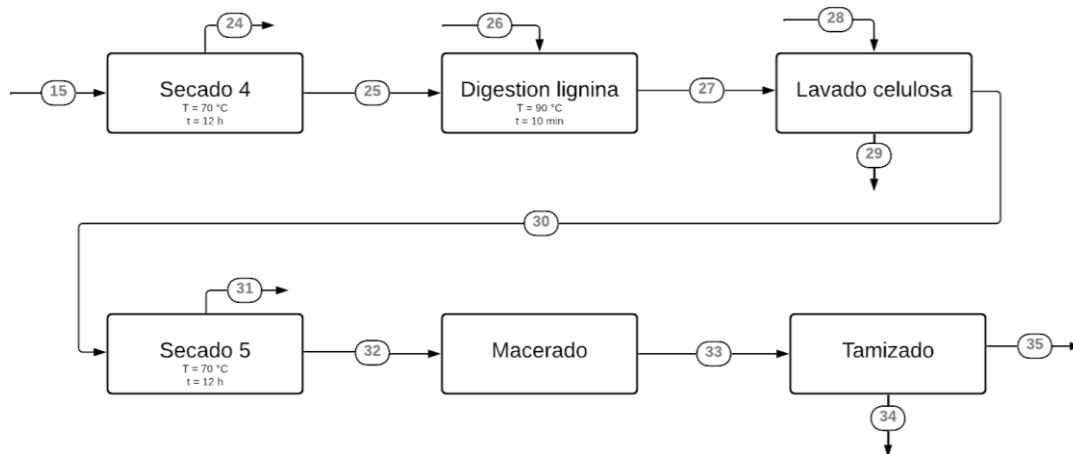 24
26
28
15
Secado 4
T = 70 °C
t = 12 h
25
Digestion lignina
T = 90 °C
t = 10 min
27
Lavado celulosa
29
30
31
Secado 5
T = 70 °C
t = 12 h
32
Macerado
33
Tamizado
35
34